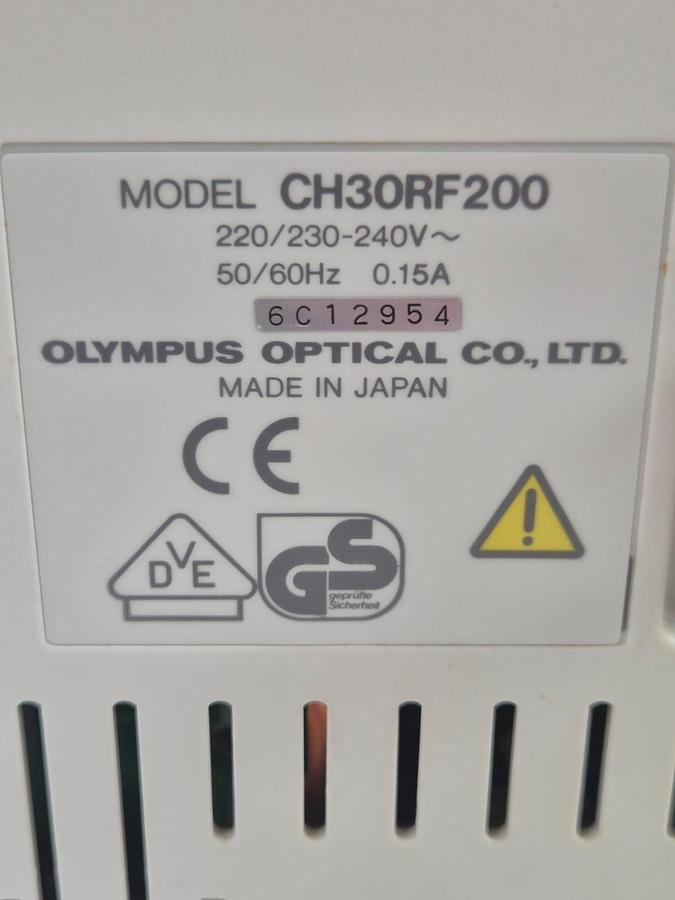 MODEL CH30RF200
220/230-240V～
50/60Hz 0.15A
6C12954
OLYMPUS OPTICAL CO., LTD.
MADE IN JAPAN
CE
DVE
GS
geprüfte
Sicherheit
!